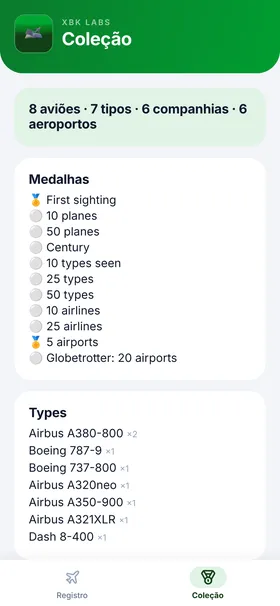 XBK LABS
Coleção
8 aviões · 7 tipos · 6 companhias · 6
aeroportos
Medalhas
🏅 First sighting
⚪ 10 planes
⚪ 50 planes
⚪ Century
⚪ 10 types seen
⚪ 25 types
⚪ 50 types
⚪ 10 airlines
⚪ 25 airlines
🏅 5 airports
⚪ Globetrotter: 20 airports
Types
Airbus A380-800 ×2
Boeing 787-9 ×1
Boeing 737-800 ×1
Airbus A320neo ×1
Airbus A350-900 ×1
Airbus A321XLR ×1
Dash 8-400 ×1
Registro
Coleção